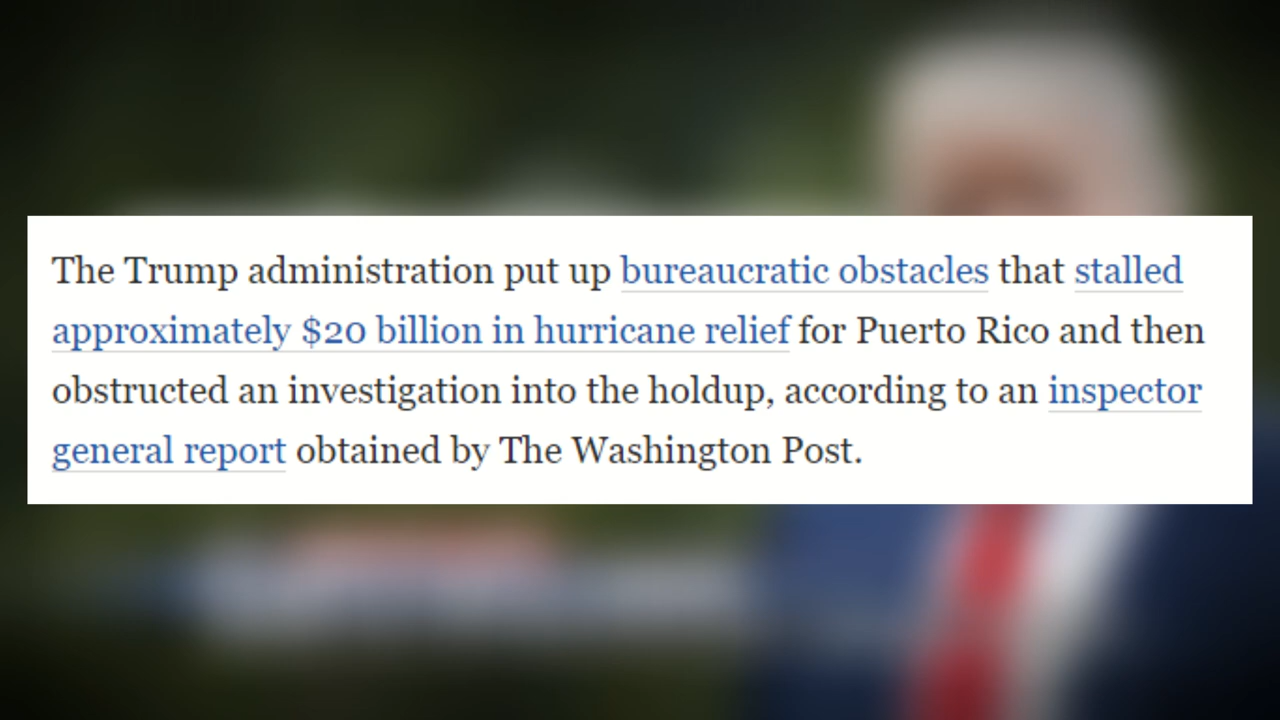 The Trump administration put up bureaucratic obstacles that stalled
approximately $20 billion in hurricane relief for Puerto Rico and then
obstructed an investigation into the holdup, according to an inspector
general report obtained by The Washington Post.